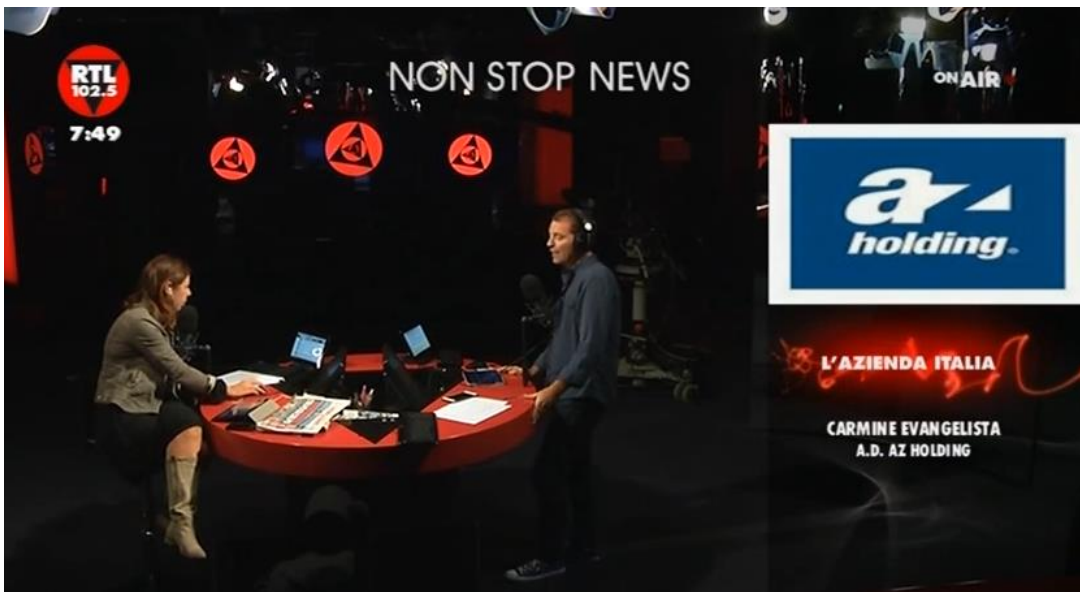 RTL
102.5
7:49
NON STOP NEWS
ON AIR
az
holding
L'AZIENDA ITALIA
CARMINE EVANGELISTA
A.D. AZ HOLDING